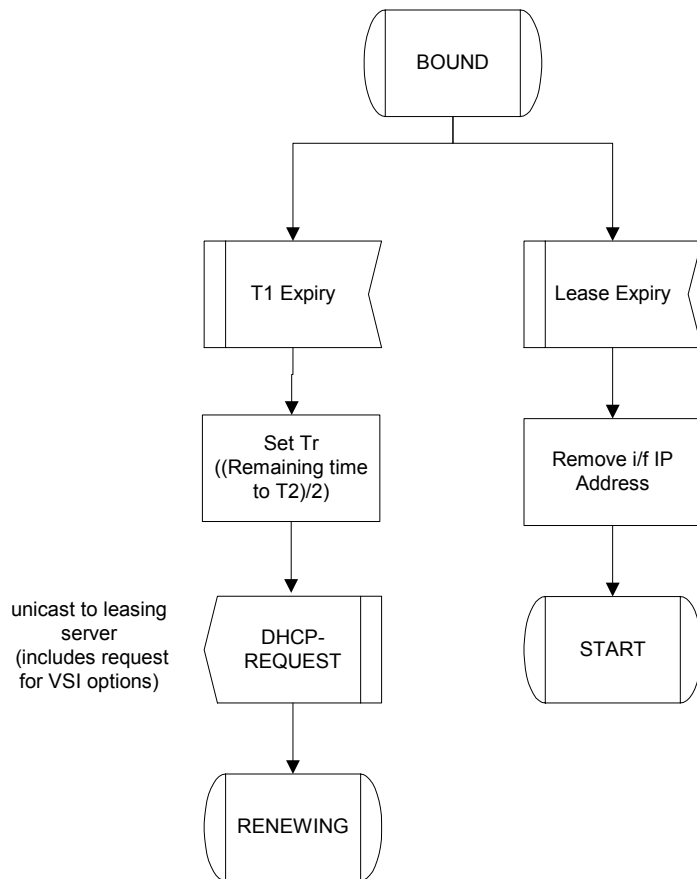 BOUND
T1 Expiry
Lease Expiry
Set Tr
((Remaining time
to T2)/2)
Remove i/f IP
Address
unicast to leasing
server
(includes request
for VSI options)
DHCP-
REQUEST
START
RENEWING